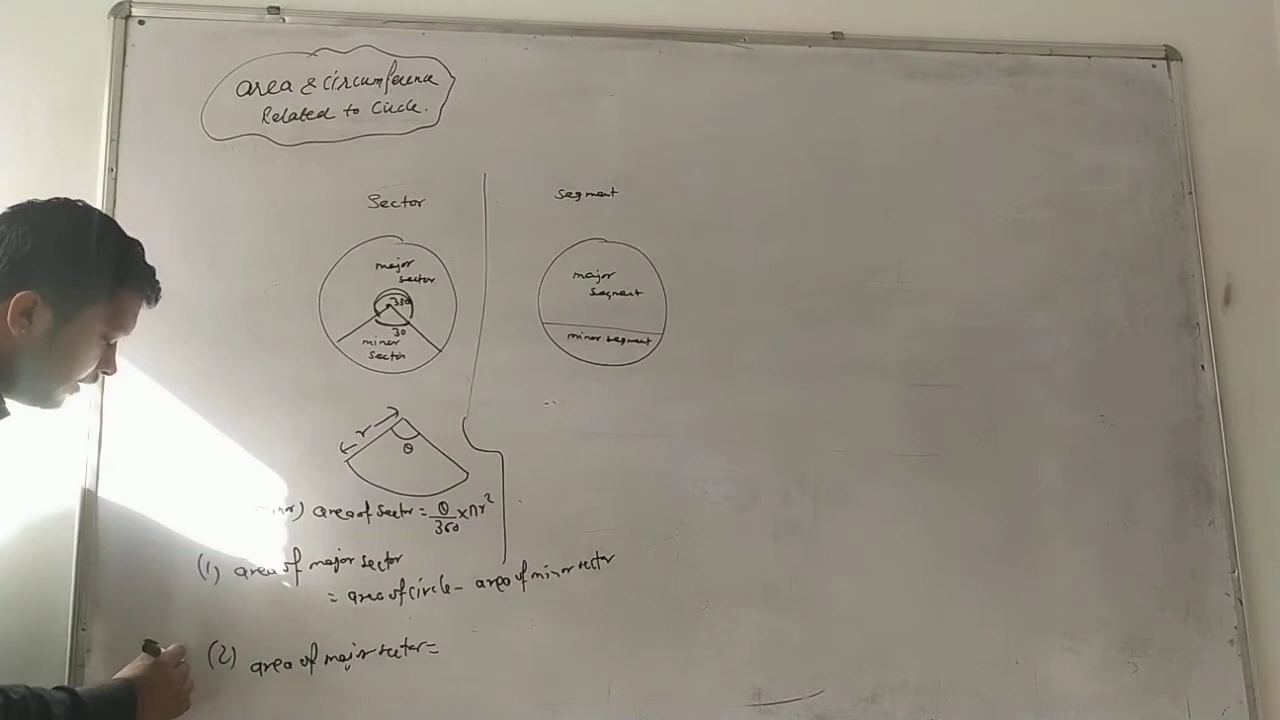 area & circumference
Related to Circle.
Sector
major
sector
330
30
minor
sector
r
θ
area of sector = θ/360 × πr²
(1) area of major sector
= area of circle - area of minor sector
(2) area of major sector =
Segment
major
segment
minor segment